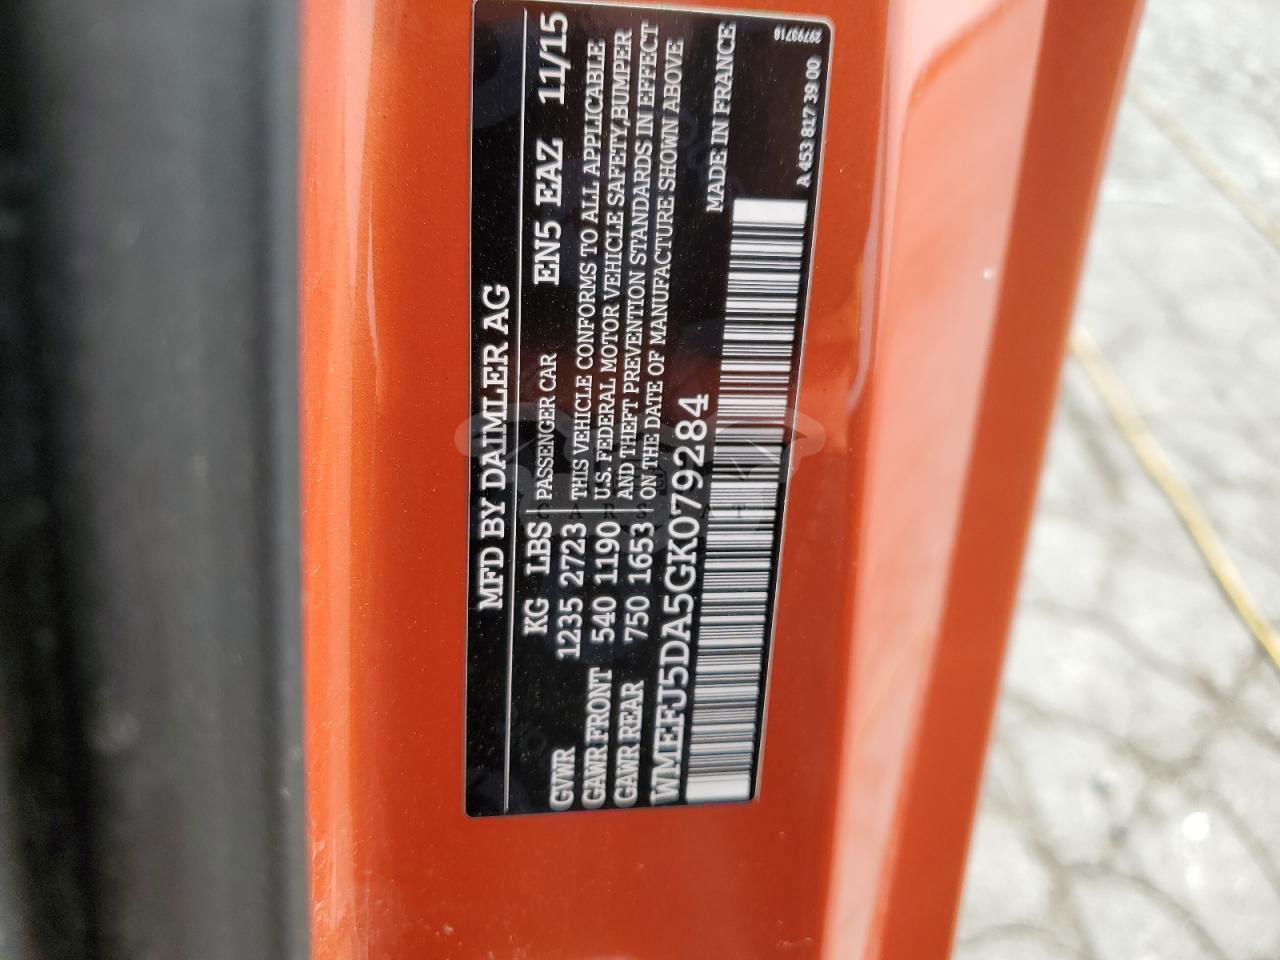 MFD BY DAIMLER AG
KG LBS PASSENGER CAR EN5 EAZ 11/15
GVWR 1235 2723 THIS VEHICLE CONFORMS TO ALL APPLICABLE
GAWR FRONT 540 1190 U.S. FEDERAL MOTOR VEHICLE SAFETY,BUMPER
GAWR REAR 750 1653 AND THEFT PREVENTION STANDARDS IN EFFECT
ON THE DATE OF MANUFACTURE SHOWN ABOVE
WMEFJ5DA5GK079284 MADE IN FRANCE
A 453 817 39 00
29793718